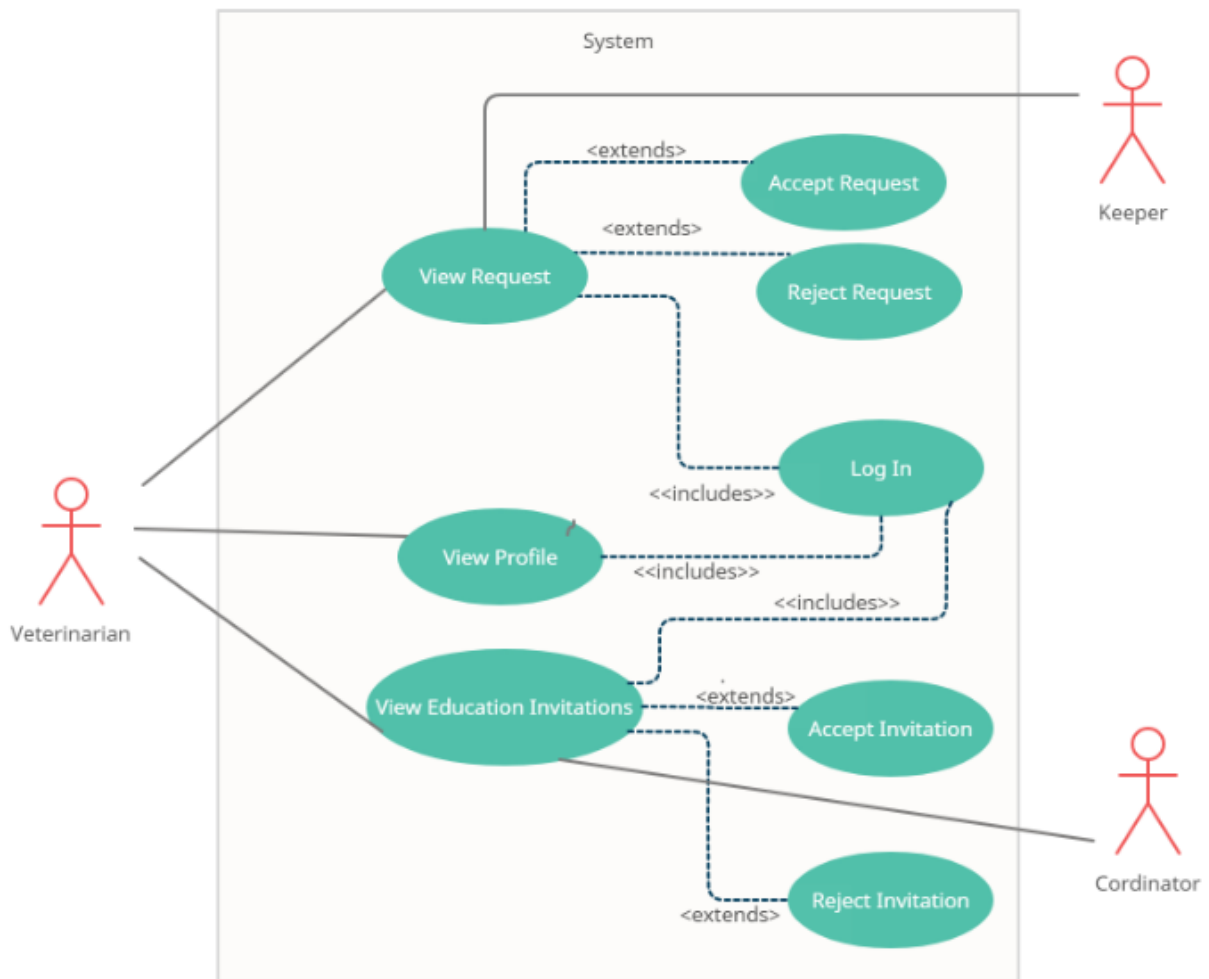 System
<extends>
Accept Request
Keeper
<extends>
View Request
Reject Request
Log In
<<includes>>
View Profile
<<includes>>
<<includes>>
Veterinarian
<extends>
View Education Invitations
Accept Invitation
Cordinator
Reject Invitation
<extends>